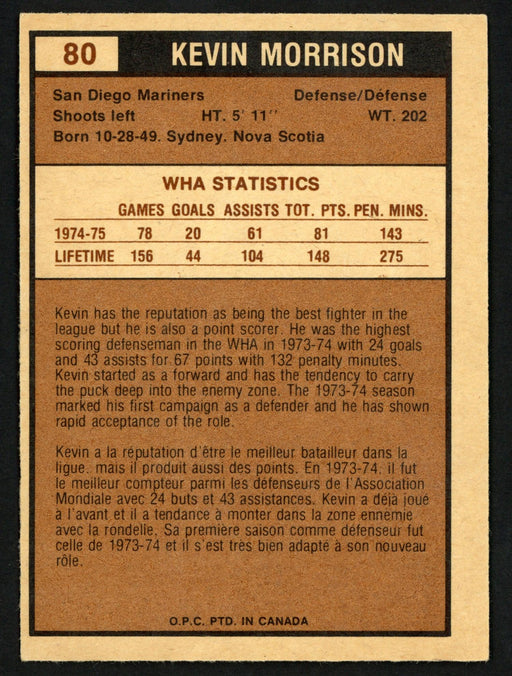 80 KEVIN MORRISON
San Diego Mariners Defense/Défense
Shoots left HT. 5' 11'' WT. 202
Born 10-28-49. Sydney. Nova Scotia
WHA STATISTICS
GAMES GOALS ASSISTS TOT. PTS. PEN. MINS.
1974-75 78 20 61 81 143
LIFETIME 156 44 104 148 275
Kevin has the reputation as being the best fighter in the
league but he is also a point scorer. He was the highest
scoring defenseman in the WHA in 1973-74 with 24 goals
and 43 assists for 67 points with 132 penalty minutes.
Kevin started as a forward and has the tendency to carry
the puck deep into the enemy zone. The 1973-74 season
marked his first campaign as a defender and he has shown
rapid acceptance of the role.
Kevin a la réputation d'être le meilleur batailleur dans la
ligue. mais il produit aussi des points. En 1973-74. il fut
le meilleur compteur parmi les défenseurs de l'Association
Mondiale avec 24 buts et 43 assistances. Kevin a déjà joué
à l'avant et il a tendance à monter dans la zone ennemie
avec la rondelle. Sa première saison comme défenseur fut
celle de 1973-74 et il s'est très bien adapté à son nouveau
rôle.
O.P.C. PTD. IN CANADA